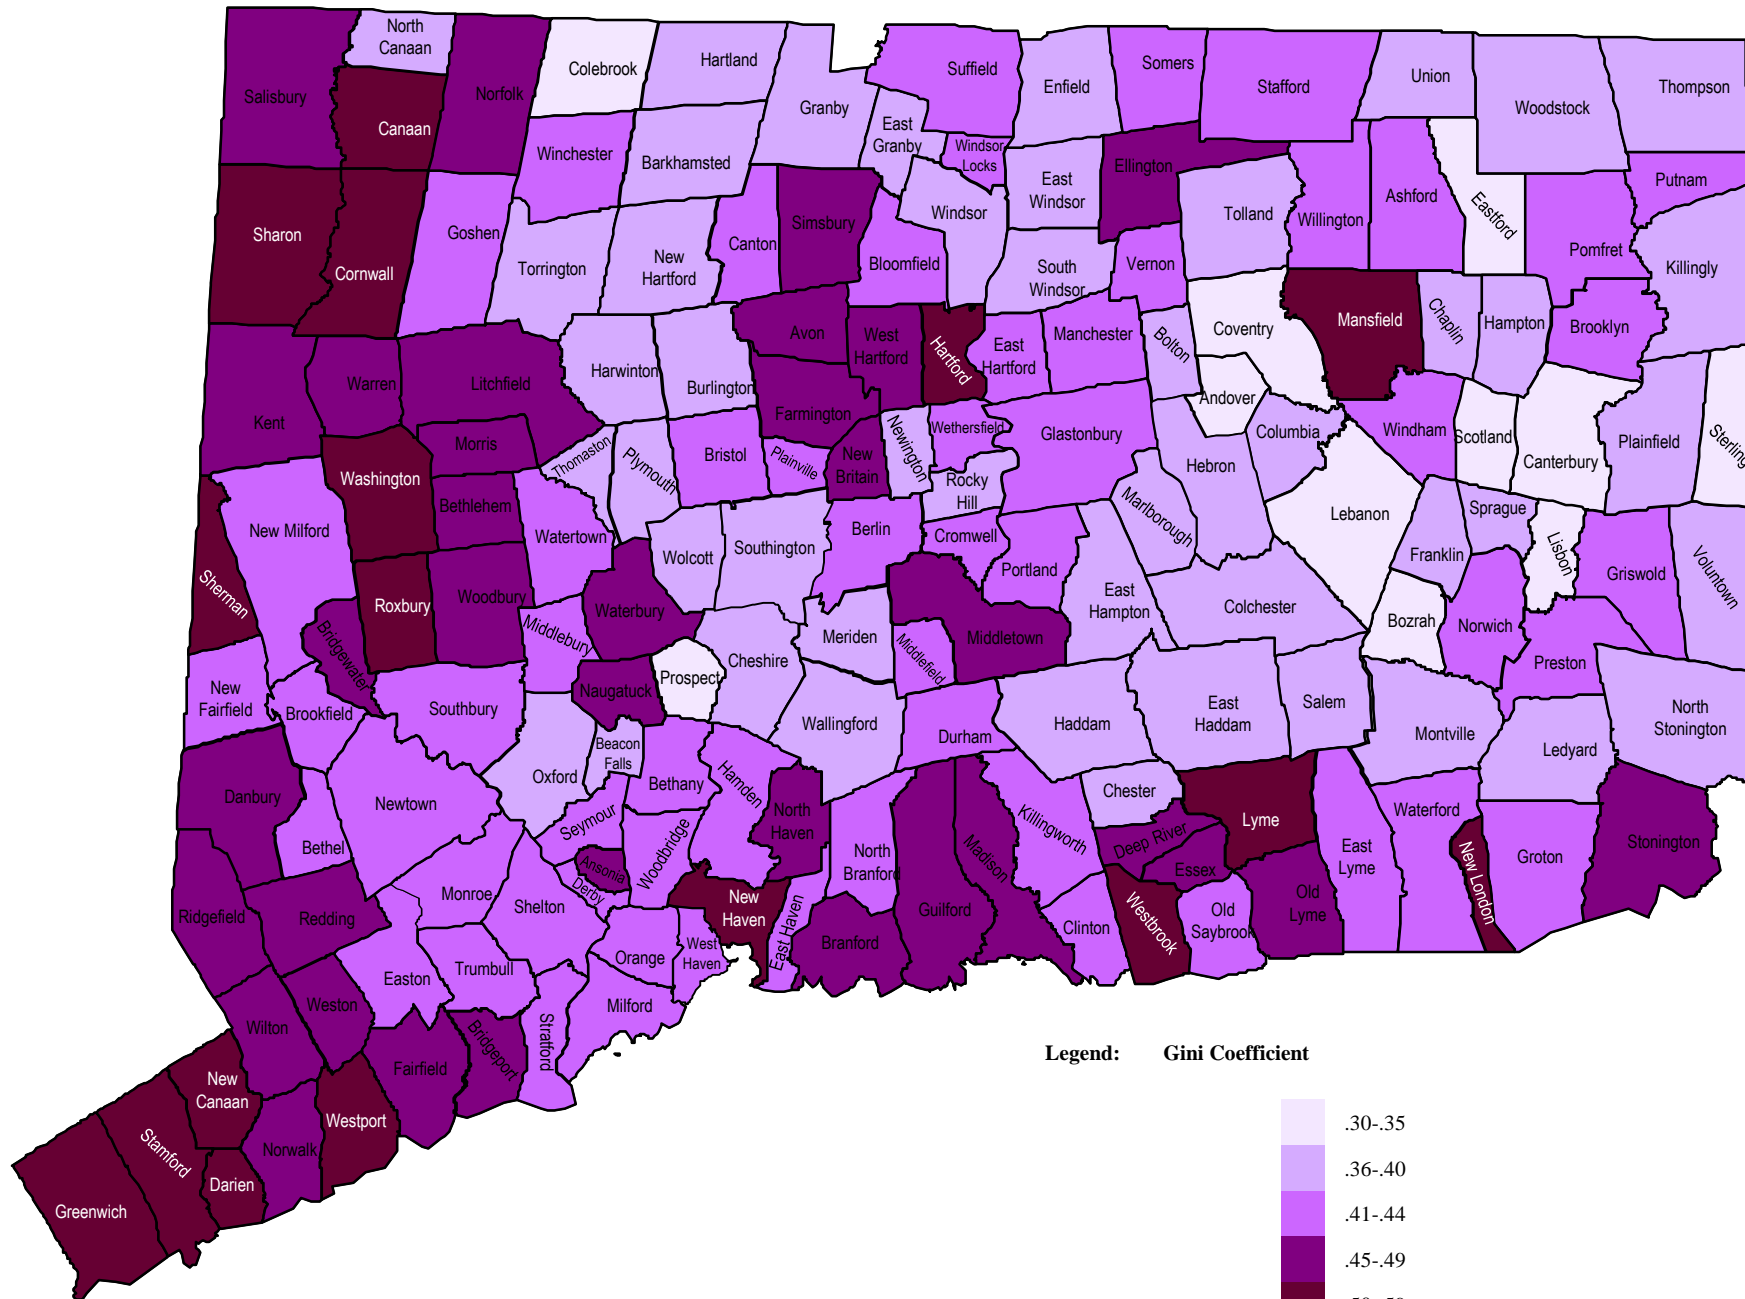 North
Canaan
Colebrook
Hartland
Suffield
Somers
Enfield
Stafford
Union
Thompson
Salisbury
Norfolk
Granby
Woodstock
Canaan
East
Granby
Windsor
Locks
Winchester
Barkhamsted
Ellington
East
Windsor
Putnam
Ashford
Eastford
Sharon
Cornwall
Goshen
Torrington
New
Hartford
Canton
Simsbury
Bloomfield
Windsor
South
Windsor
Vernon
Tolland
Willington
Pomfret
Killingly
Avon
West
Hartford
Hartford
East
Hartford
Manchester
Bolton
Coventry
Mansfield
Chaplin
Hampton
Brooklyn
Kent
Warren
Litchfield
Harwinton
Burlington
Farmington
Andover
Morris
Washington
Bethlehem
Thomaston
Plymouth
Bristol
Plainville
New
Britain
Newington
Wethersfield
Rocky
Hill
Glastonbury
Marlborough
Hebron
Columbia
Windham
Scotland
Canterbury
Plainfield
Sterling
New Milford
Watertown
Wolcott
Southington
Berlin
Cromwell
Portland
East
Hampton
Colchester
Lebanon
Franklin
Sprague
Lisbon
Griswold
Voluntown
Sherman
Roxbury
Woodbury
Waterbury
Middlebury
Bridgewater
Prospect
Cheshire
Meriden
Middlefield
Middletown
Bozrah
Norwich
Preston
New
Fairfield
Brookfield
Southbury
Naugatuck
Beacon
Falls
Oxford
Bethany
Hamden
Wallingford
Durham
Haddam
East
Haddam
Salem
Montville
Ledyard
North
Stonington
Danbury
Bethel
Newtown
Seymour
Ansonia
Derby
Woodbridge
North
Haven
North
Branford
Killingworth
Chester
Deep River
Essex
Lyme
East
Lyme
Waterford
New London
Groton
Stonington
Ridgefield
Redding
Monroe
Shelton
New
Haven
East Haven
Branford
Guilford
Madison
Clinton
Westbrook
Old
Saybrook
Old
Lyme
Easton
Trumbull
Orange
West
Haven
Milford
Stratford
Wilton
Weston
Fairfield
Bridgeport
New
Canaan
Norwalk
Westport
Stamford
Darien
Greenwich
Legend: Gini Coefficient
.30-.35
.36-.40
.41-.44
.45-.49